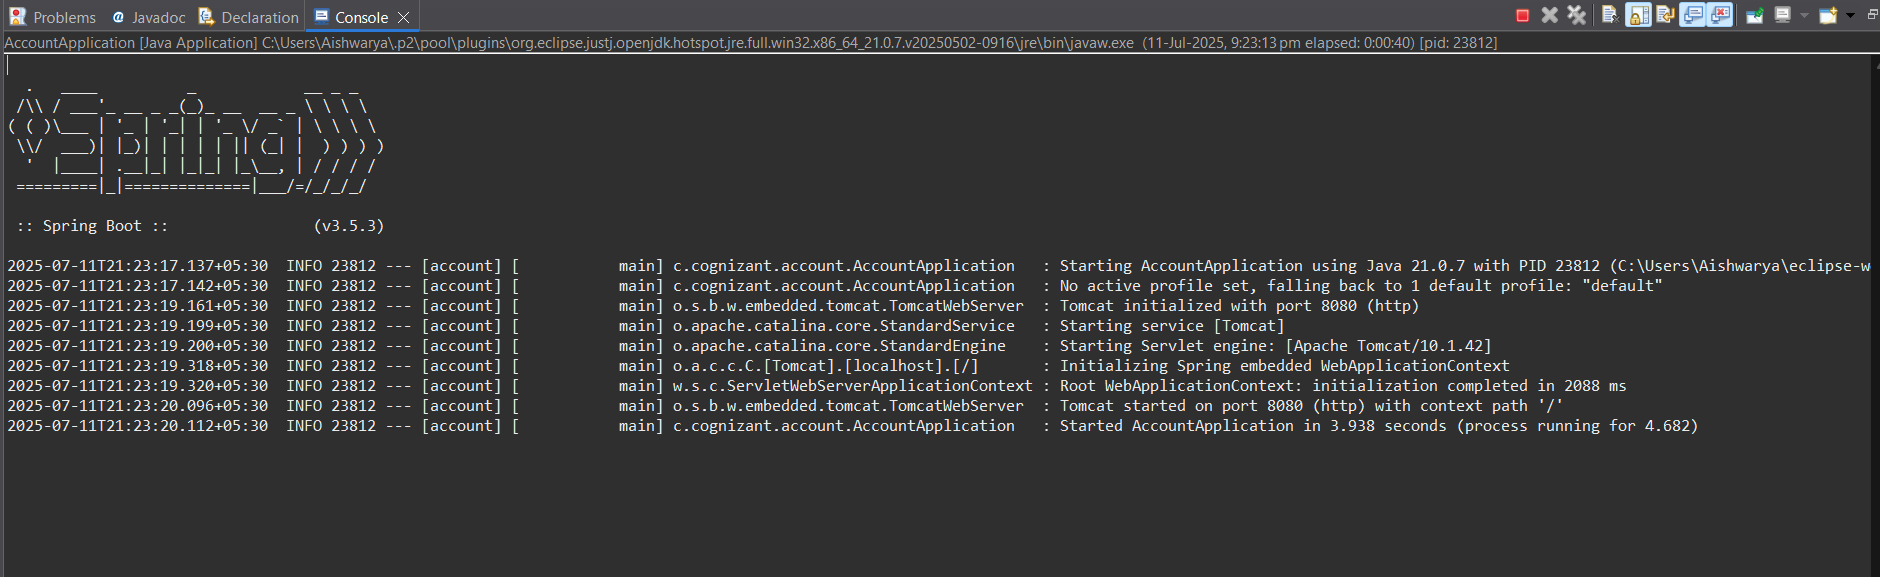 Problems @ Javadoc Declaration Console
AccountApplication [Java Application] C:\Users\Aishwarya\.p2\pool\plugins\org.eclipse.justj.openjdk.hotspot.jre.full.win32.x86_64_21.0.7.v20250502-0916\jre\bin\javaw.exe (11-Jul-2025, 9:23:13 pm elapsed: 0:00:40) [pid: 23812]
  .   ____          _            __ _ _
 /\\ / ___'_ __ _ _(_)_ __  __ _ \ \ \ \
( ( )\___ | '_ | '_| | '_ \/ _` | \ \ \ \
 \\/  ___)| |_)| | | | | || (_| |  ) ) ) )
  '  |____| .__|_| |_|_| |_\__, | / / / /
 =========|_|==============|___/=/_/_/_/
 :: Spring Boot ::                (v3.5.3)
2025-07-11T21:23:17.137+05:30  INFO 23812 --- [account] [           main] c.cognizant.account.AccountApplication   : Starting AccountApplication using Java 21.0.7 with PID 23812 (C:\Users\Aishwarya\eclipse-w
2025-07-11T21:23:17.142+05:30  INFO 23812 --- [account] [           main] c.cognizant.account.AccountApplication   : No active profile set, falling back to 1 default profile: "default"
2025-07-11T21:23:19.161+05:30  INFO 23812 --- [account] [           main] o.s.b.w.embedded.tomcat.TomcatWebServer  : Tomcat initialized with port 8080 (http)
2025-07-11T21:23:19.199+05:30  INFO 23812 --- [account] [           main] o.apache.catalina.core.StandardService   : Starting service [Tomcat]
2025-07-11T21:23:19.200+05:30  INFO 23812 --- [account] [           main] o.apache.catalina.core.StandardEngine    : Starting Servlet engine: [Apache Tomcat/10.1.42]
2025-07-11T21:23:19.318+05:30  INFO 23812 --- [account] [           main] o.a.c.c.C.[Tomcat].[localhost].[/]       : Initializing Spring embedded WebApplicationContext
2025-07-11T21:23:19.320+05:30  INFO 23812 --- [account] [           main] w.s.c.ServletWebServerApplicationContext : Root WebApplicationContext: initialization completed in 2088 ms
2025-07-11T21:23:20.096+05:30  INFO 23812 --- [account] [           main] o.s.b.w.embedded.tomcat.TomcatWebServer  : Tomcat started on port 8080 (http) with context path '/'
2025-07-11T21:23:20.112+05:30  INFO 23812 --- [account] [           main] c.cognizant.account.AccountApplication   : Started AccountApplication in 3.938 seconds (process running for 4.682)